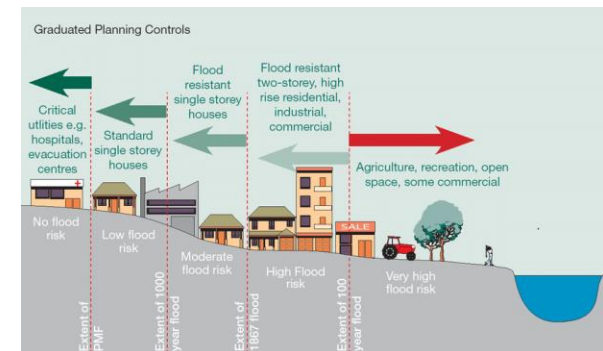 Graduated Planning Controls
Critical
utlities e.g.
hospitals,
evacuation
centres
Standard
single storey
houses
Flood
resistant
single storey
houses
Flood resistant
two-storey, high
rise residential,
industrial,
commercial
Agriculture, recreation, open
space, some commercial
SALE
No flood
risk
Low flood
risk
Moderate
flood risk
High Flood
risk
Very high
flood risk
Extent of
PMF
Extent of 1000
year flood
Extent of
1867 flood
Extent of 100
year flood